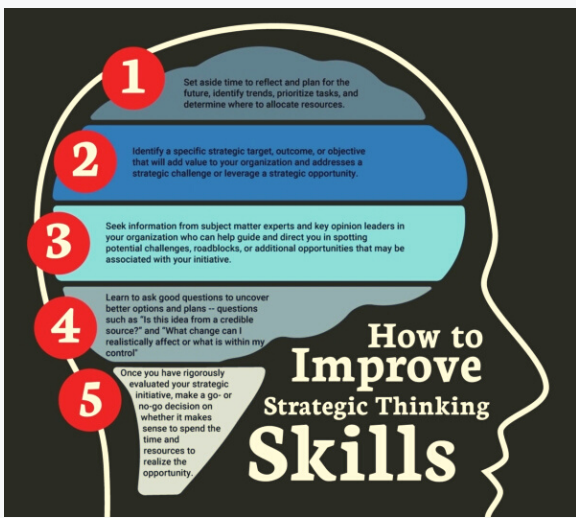 1
Set aside time to reflect and plan for the
future, identify trends, prioritize tasks, and
determine where to allocate resources.
2
Identify a specific strategic target, outcome, or objective
that will add value to your organization and addresses a
strategic challenge or leverage a strategic opportunity.
3
Seek information from subject matter experts and key opinion leaders in
your organization who can help guide and direct you in spotting
potential challenges, roadblocks, or additional opportunities that may be
associated with your initiative.
4
Learn to ask good questions to uncover
better options and plans -- questions
such as "Is this idea from a credible
source?" and "What change can I
realistically affect or what is within my
control"
5
Once you have rigorously
evaluated your strategic
initiative, make a go- or
no-go decision on
whether it makes
sense to spend the
time and
resources to
realize the
opportunity.
How to
Improve
Strategic Thinking
Skills